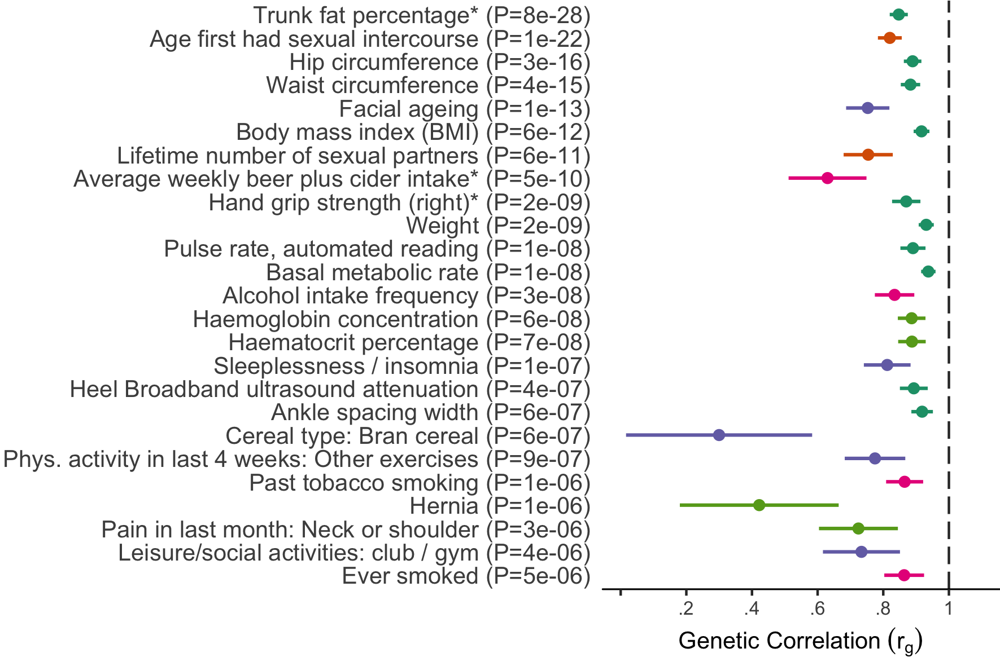 Trunk fat percentage* (P=8e-28)
Age first had sexual intercourse (P=1e-22)
Hip circumference (P=3e-16)
Waist circumference (P=4e-15)
Facial ageing (P=1e-13)
Body mass index (BMI) (P=6e-12)
Lifetime number of sexual partners (P=6e-11)
Average weekly beer plus cider intake* (P=5e-10)
Hand grip strength (right)* (P=2e-09)
Weight (P=2e-09)
Pulse rate, automated reading (P=1e-08)
Basal metabolic rate (P=1e-08)
Alcohol intake frequency (P=3e-08)
Haemoglobin concentration (P=6e-08)
Haematocrit percentage (P=7e-08)
Sleeplessness / insomnia (P=1e-07)
Heel Broadband ultrasound attenuation (P=4e-07)
Ankle spacing width (P=6e-07)
Cereal type: Bran cereal (P=6e-07)
Phys. activity in last 4 weeks: Other exercises (P=9e-07)
Past tobacco smoking (P=1e-06)
Hernia (P=1e-06)
Pain in last month: Neck or shoulder (P=3e-06)
Leisure/social activities: club / gym (P=4e-06)
Ever smoked (P=5e-06)
.2 .4 .6 .8 1
Genetic Correlation (rg)